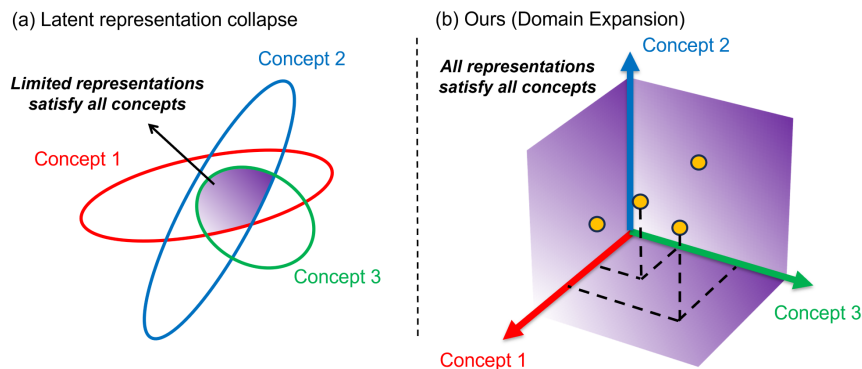 (a) Latent representation collapse
Concept 2
Limited representations
satisfy all concepts
Concept 1
Concept 3
(b) Ours (Domain Expansion)
Concept 2
All representations
satisfy all concepts
Concept 3
Concept 1